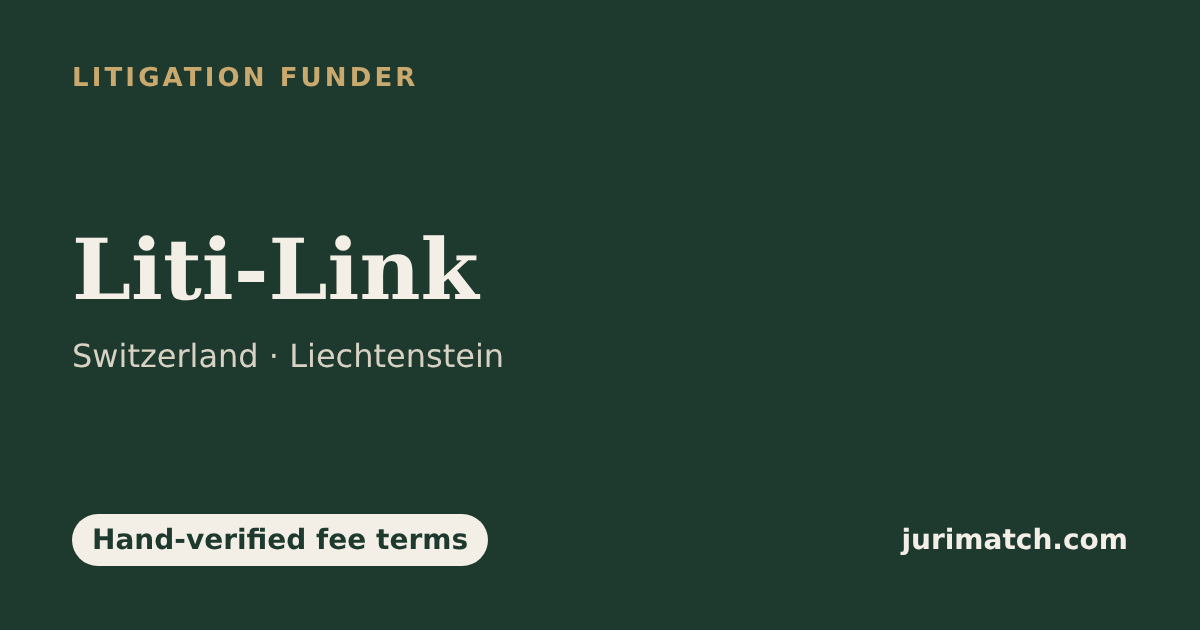 LITIGATION FUNDER
Liti-Link
Switzerland · Liechtenstein
Hand-verified fee terms
jurimatch.com